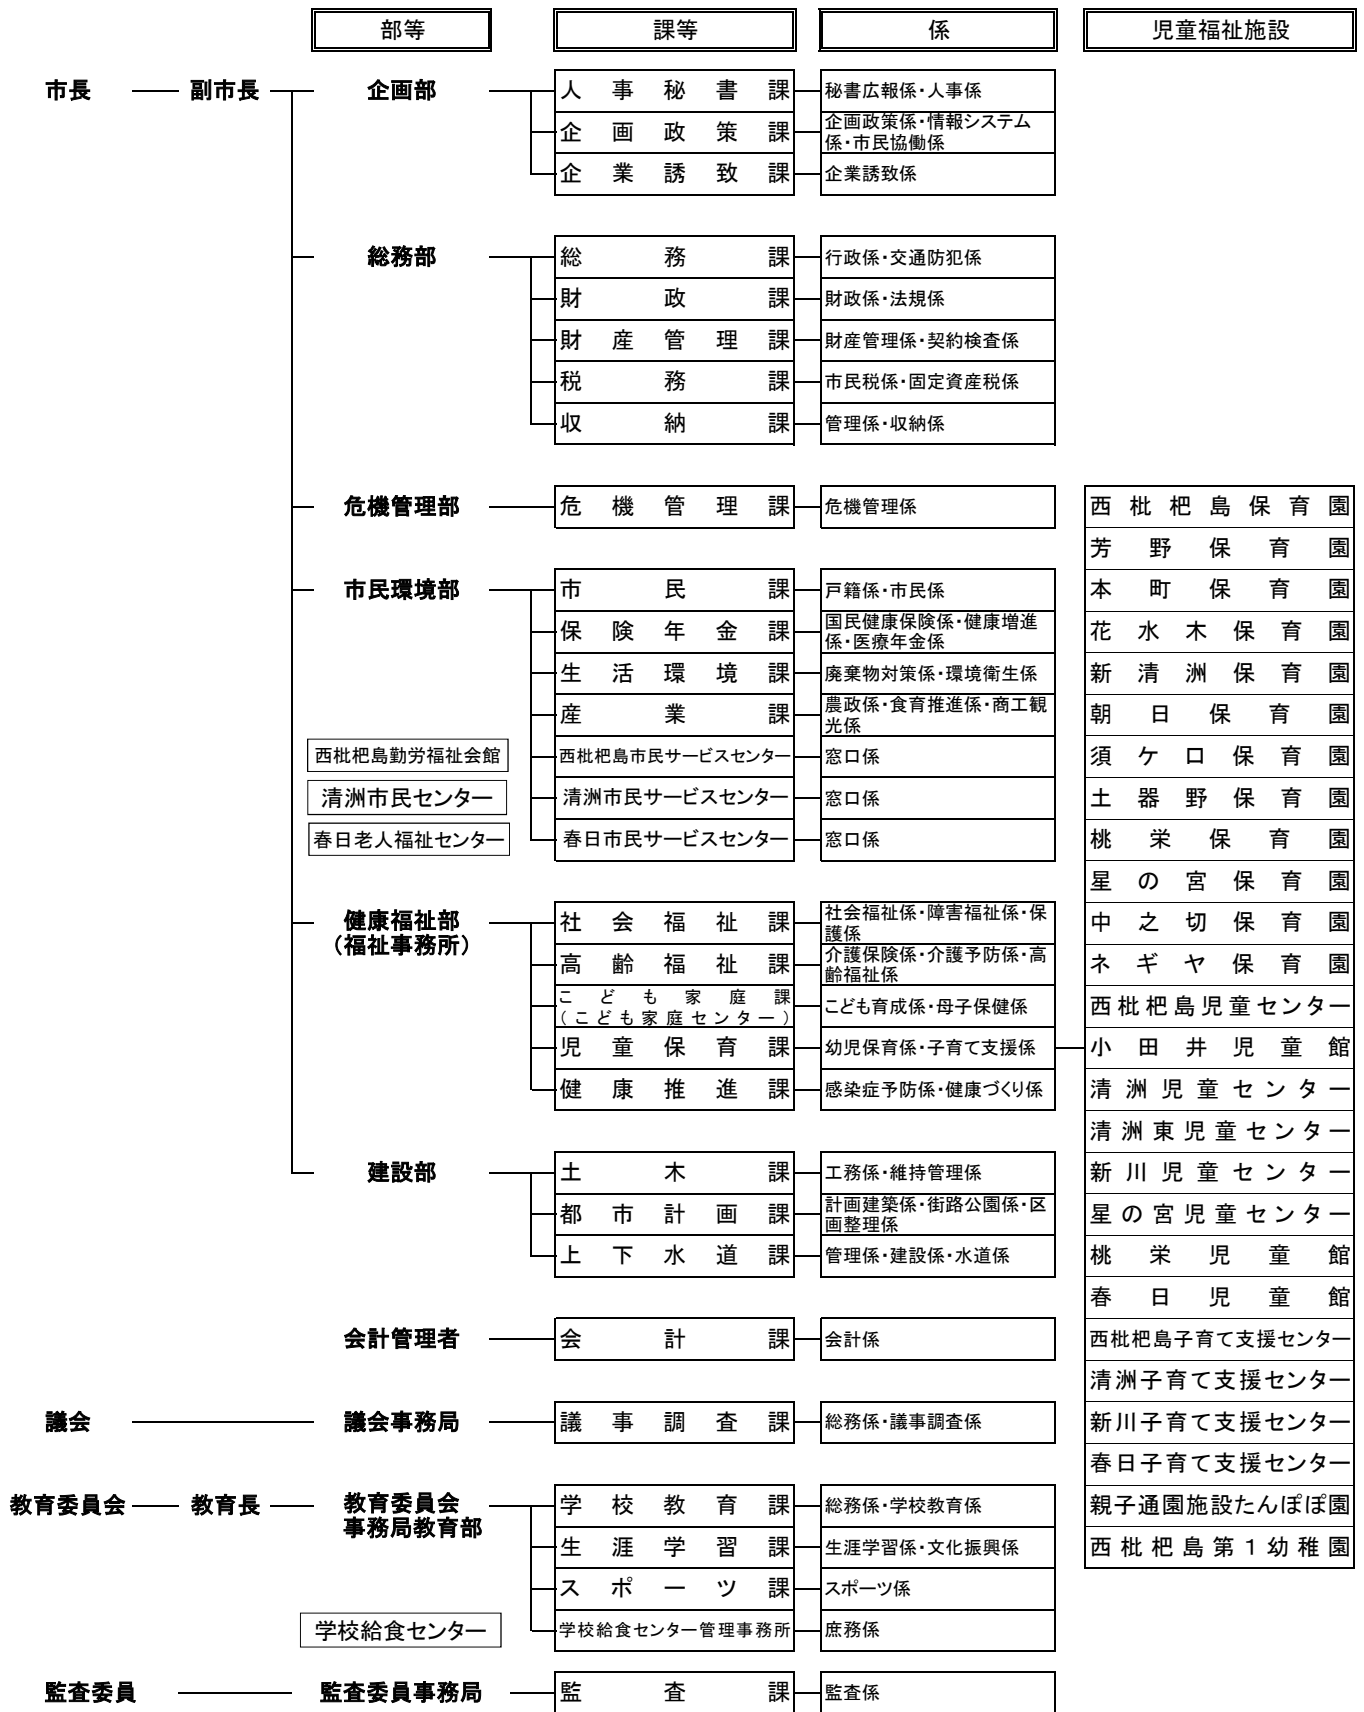 部等 課等 係 児童福祉施設
市長 副市長 企画部 人事秘書課 秘書広報係・人事係
企画政策課 企画政策係・情報システム
係・市民協働係
企業誘致課 企業誘致係
総務部 総務課 行政係・交通防犯係
財政課 財政係・法規係
財産管理課 財産管理係・契約検査係
税務課 市民税係・固定資産税係
収納課 管理係・収納係
危機管理部 危機管理課 危機管理係 西枇杷島保育園
芳野保育園
市民環境部 市民課 戸籍係・市民係 本町保育園
保険年金課 国民健康保険係・健康増進
係・医療年金係 花水木保育園
生活環境課 廃棄物対策係・環境衛生係 新清洲保育園
産業課 農政係・食育推進係・商工観
光係 朝日保育園
西枇杷島勤労福祉会館 西枇杷島市民サービスセンター 窓口係 須ケ口保育園
清洲市民センター 清洲市民サービスセンター 窓口係 土器野保育園
春日老人福祉センター 春日市民サービスセンター 窓口係 桃栄保育園
星の宮保育園
健康福祉部
（福祉事務所） 社会福祉課 社会福祉係・障害福祉係・保
護係 中之切保育園
高齢福祉課 介護保険係・介護予防係・高
齢福祉係 ネギヤ保育園
こども家庭課
（こども家庭センター） こども育成係・母子保健係 西枇杷島児童センター
児童保育課 幼児保育係・子育て支援係 小田井児童館
健康推進課 感染症予防係・健康づくり係 清洲児童センター
清洲東児童センター
建設部 土木課 工務係・維持管理係 新川児童センター
都市計画課 計画建築係・街路公園係・区
画整理係 星の宮児童センター
上下水道課 管理係・建設係・水道係 桃栄児童館
春日児童館
会計管理者 会計課 会計係 西枇杷島子育て支援センター
清洲子育て支援センター
議会 議会事務局 議事調査課 総務係・議事調査係 新川子育て支援センター
春日子育て支援センター
教育委員会 教育長 教育委員会
事務局教育部 学校教育課 総務係・学校教育係 親子通園施設たんぽぽ園
生涯学習課 生涯学習係・文化振興係 西枇杷島第１幼稚園
スポーツ課 スポーツ係
学校給食センター 学校給食センター管理事務所 庶務係
監査委員 監査委員事務局 監査課 監査係